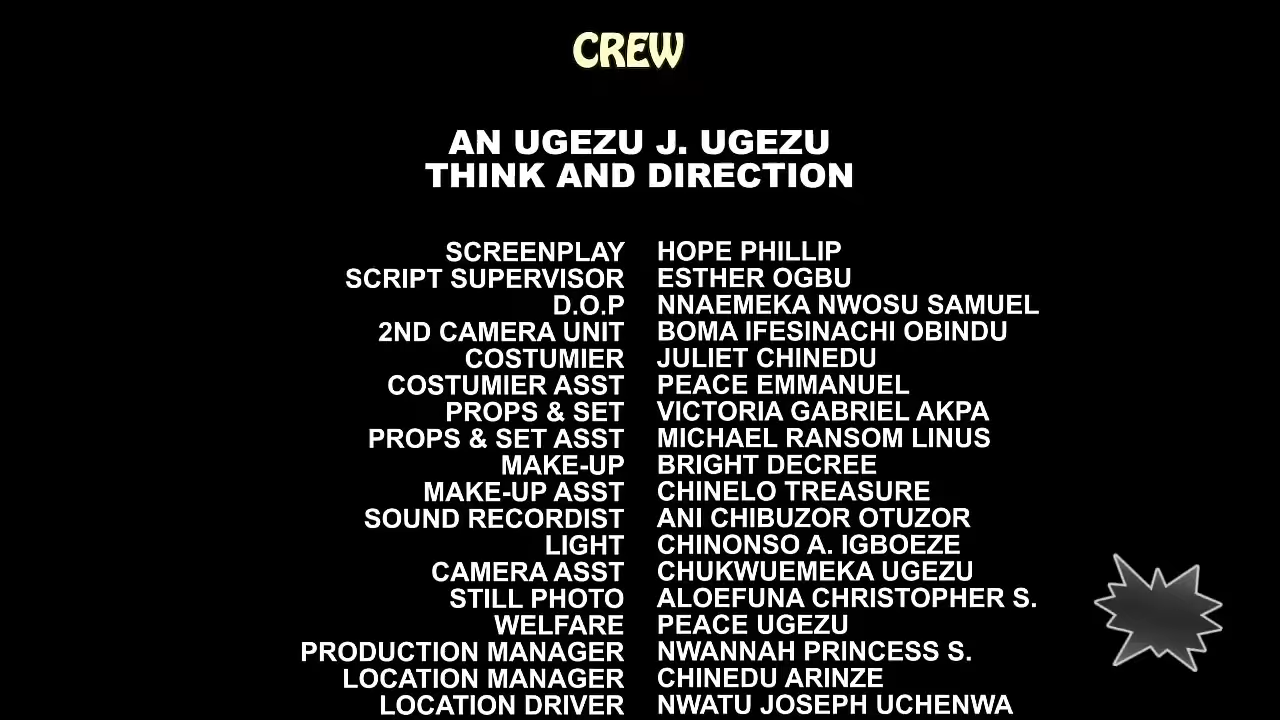 CREW
AN UGEZU J. UGEZU
THINK AND DIRECTION
SCREENPLAY HOPE PHILLIP
SCRIPT SUPERVISOR ESTHER OGBU
D.O.P NNAEMEKA NWOSU SAMUEL
2ND CAMERA UNIT BOMA IFESINACHI OBINDU
COSTUMIER JULIET CHINEDU
COSTUMIER ASST PEACE EMMANUEL
PROPS & SET VICTORIA GABRIEL AKPA
PROPS & SET ASST MICHAEL RANSOM LINUS
MAKE-UP BRIGHT DECREE
MAKE-UP ASST CHINELO TREASURE
SOUND RECORDIST ANI CHIBUZOR OTUZOR
LIGHT CHINONSO A. IGBOEZE
CAMERA ASST CHUKWUEMEKA UGEZU
STILL PHOTO ALOEFUNA CHRISTOPHER S.
WELFARE PEACE UGEZU
PRODUCTION MANAGER NWANNAH PRINCESS S.
LOCATION MANAGER CHINEDU ARINZE
LOCATION DRIVER NWATU JOSEPH UCHENWA